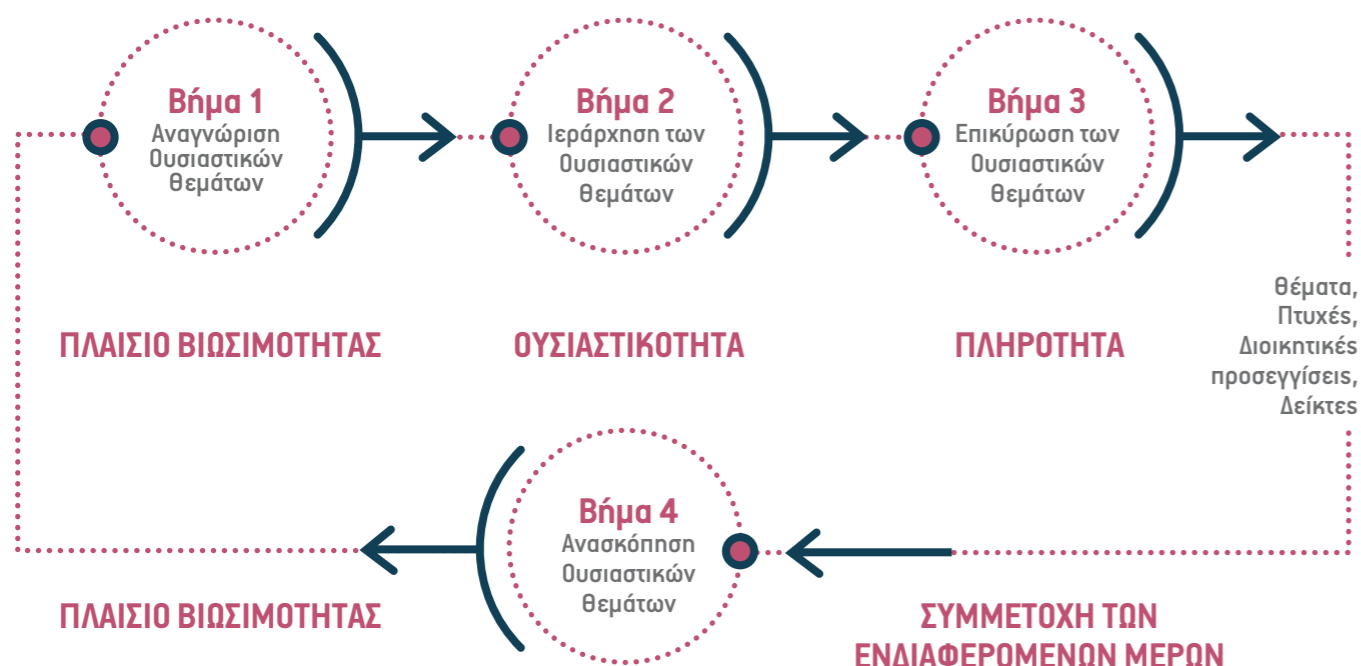 Βήμα 1
Αναγνώριση
Ουσιαστικών
Θεμάτων
Βήμα 2
Ιεράρχηση των
Ουσιαστικών
Θεμάτων
Βήμα 3
Επικύρωση των
Ουσιαστικών
Θεμάτων
ΠΛΑΙΣΙΟ ΒΙΩΣΙΜΟΤΗΤΑΣ
ΟΥΣΙΑΣΤΙΚΟΤΗΤΑ
ΠΛΗΡΟΤΗΤΑ
Θέματα,
Πτυχές,
Διοικητικές
προσεγγίσεις,
Δείκτες
Βήμα 4
Ανασκόπηση
Ουσιαστικών
Θεμάτων
ΠΛΑΙΣΙΟ ΒΙΩΣΙΜΟΤΗΤΑΣ
ΣΥΜΜΕΤΟΧΗ ΤΩΝ
ΕΝΔΙΑΦΕΡΟΜΕΝΩΝ ΜΕΡΩΝ